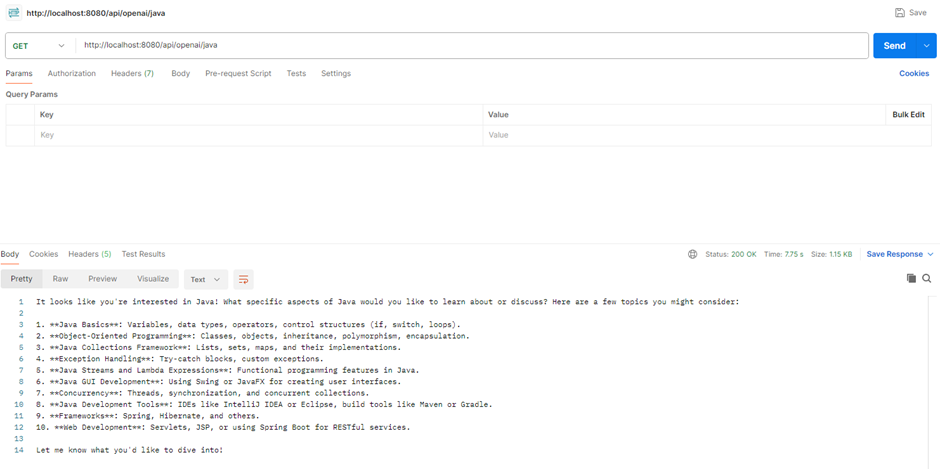 http://localhost:8080/api/openai/java Save
GET http://localhost:8080/api/openai/java Send
Params Authorization Headers (7) Body Pre-request Script Tests Settings Cookies
Query Params
Key Value Bulk Edit
Key Value
Body Cookies Headers (5) Test Results Status: 200 OK Time: 7.75 s Size: 1.15 KB Save Response
Pretty Raw Preview Visualize Text
1 It looks like you're interested in Java! What specific aspects of Java would you like to learn about or discuss? Here are a few topics you might consider:
2
3 1. **Java Basics**: Variables, data types, operators, control structures (if, switch, loops).
4 2. **Object-Oriented Programming**: Classes, objects, inheritance, polymorphism, encapsulation.
5 3. **Java Collections Framework**: Lists, sets, maps, and their implementations.
6 4. **Exception Handling**: Try-catch blocks, custom exceptions.
7 5. **Java Streams and Lambda Expressions**: Functional programming features in Java.
8 6. **Java GUI Development**: Using Swing or JavaFX for creating user interfaces.
9 7. **Concurrency**: Threads, synchronization, and concurrent collections.
10 8. **Java Development Tools**: IDEs like IntelliJ IDEA or Eclipse, build tools like Maven or Gradle.
11 9. **Frameworks**: Spring, Hibernate, and others.
12 10. **Web Development**: Servlets, JSP, or using Spring Boot for RESTful services.
13
14 Let me know what you'd like to dive into!